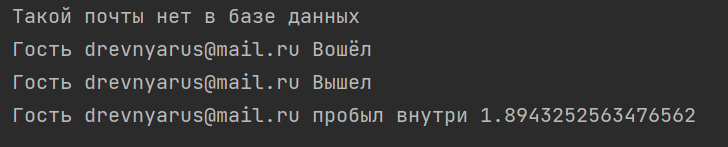 Такой почты нет в базе данных
Гость drevnyarus@mail.ru Вошёл
Гость drevnyarus@mail.ru Вышел
Гость drevnyarus@mail.ru пробыл внутри 1.8943252563476562